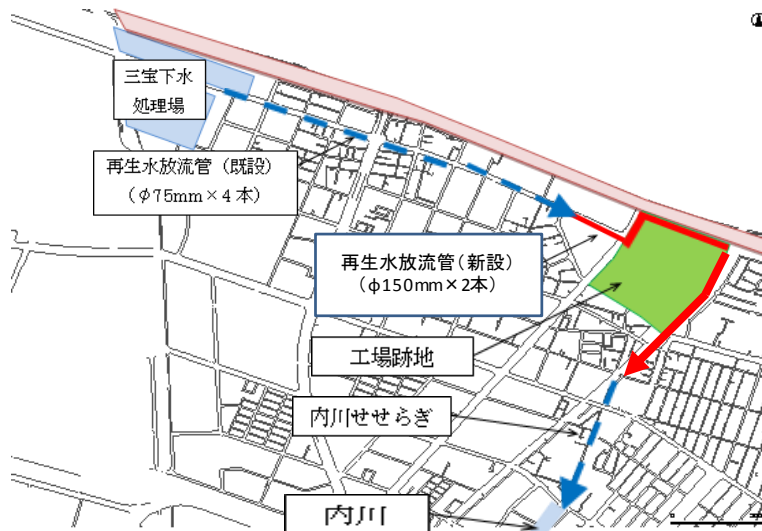 三宝下水
処理場
再生水放流管（既設）
（φ75mm×４本）
再生水放流管（新設）
（φ150mm×2本）
工場跡地
内川せせらぎ
内川